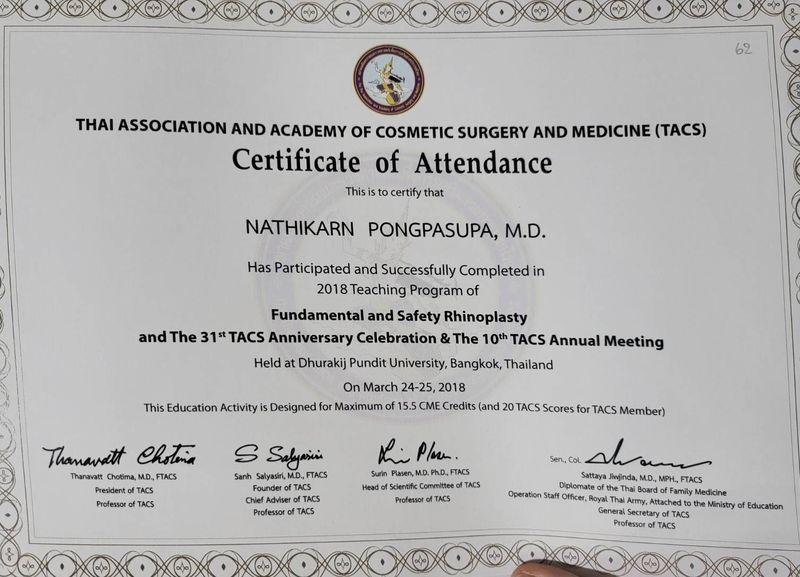 62
THAI ASSOCIATION AND ACADEMY OF COSMETIC SURGERY AND MEDICINE (TACS)
Certificate of Attendance
This is to certify that
NATHIKARN PONGPASUPA, M.D.
Has Participated and Successfully Completed in
2018 Teaching Program of
Fundamental and Safety Rhinoplasty
and The 31st TACS Anniversary Celebration & The 10th TACS Annual Meeting
Held at Dhurakij Pundit University, Bangkok, Thailand
On March 24-25, 2018
This Education Activity is Designed for Maximum of 15.5 CME Credits (and 20 TACS Scores for TACS Member)
Thanavatt Chotima
Thanavatt Chotima, M.D., FTACS
President of TACS
Professor of TACS
S Salyasiri
Sanh Salyasiri, M.D., FTACS
Founder of TACS
Chief Adviser of TACS
Professor of TACS
Surin Plasen, M.D. Ph.D., FTACS
Head of Scientific Committee of TACS
Professor of TACS
Sen., Col.
Sattaya Jiwjinda, M.D., MPH., FTACS
Diplomate of the Thai Board of Family Medicine
Operation Staff Officer, Royal Thai Army, Attached to the Ministry of Education
General Secretary of TACS
Professor of TACS